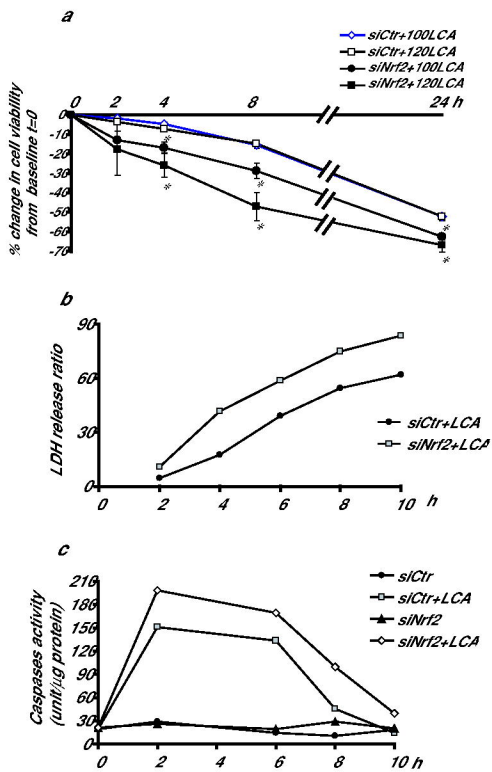 a
siCtr+100LCA
siCtr+120LCA
siNrf2+100LCA
siNrf2+120LCA
0 2 4 8 24 h
% change in cell viability
from baseline t=0
0
-10
-20
-30
-40
-50
-60
-70
* * * * * *
b
LDH release ratio
90
60
30
0
siCtr+LCA
siNrf2+LCA
0 2 4 6 8 10 h
c
Caspases activity
(unit/µg protein)
210
180
150
120
90
60
30
0
siCtr
siCtr+LCA
siNrf2
siNrf2+LCA
0 2 4 6 8 10 h